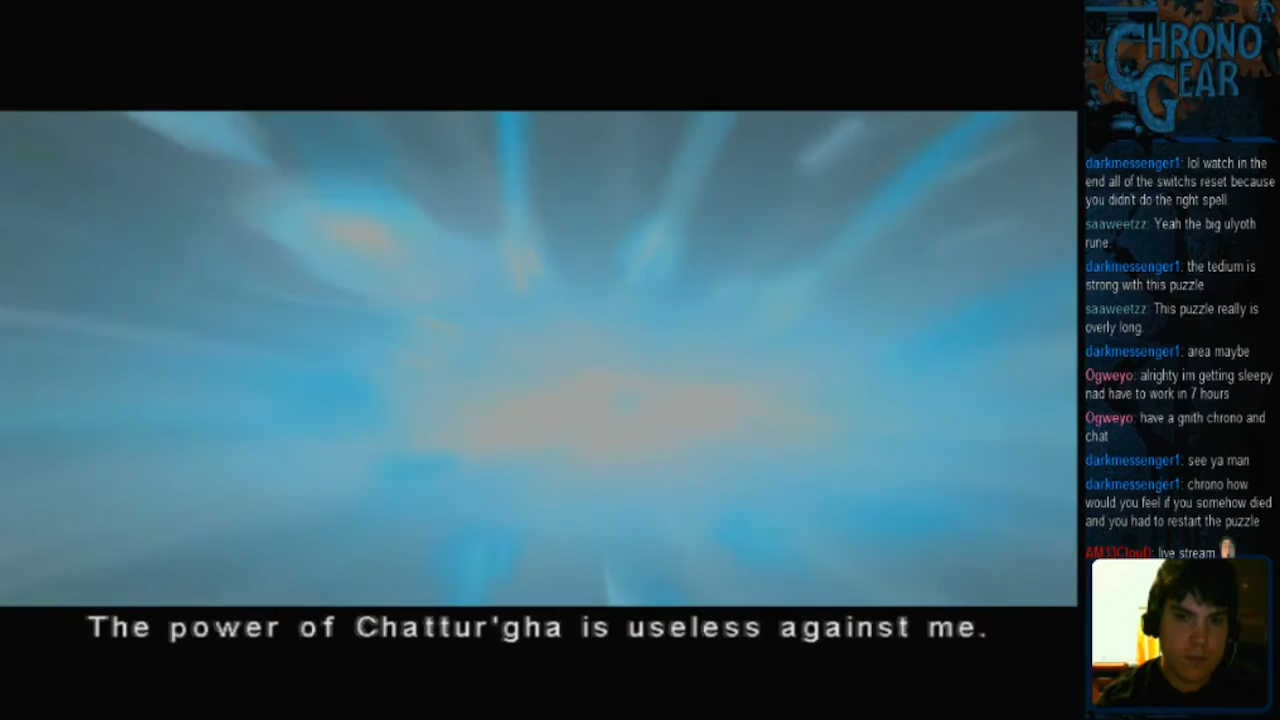 CHRONO
GEAR
darkmessenger1: lol watch in the
end all of the switchs reset because
you didn't do the right spell.
saaweetzz: Yeah the big ulyoth
rune.
darkmessenger1: the tedium is
strong with this puzzle
saaweetzz: This puzzle really is
overly long.
darkmessenger1: area maybe
Ogweyo: alrighty im getting sleepy
nad have to work in 7 hours
Ogweyo: have a gnith chrono and
chat
darkmessenger1: see ya man
darkmessenger1: chrono how
would you feel if you somehow died
and you had to restart the puzzle
AM33ClouD: live stream
The power of Chattur'gha is useless against me.